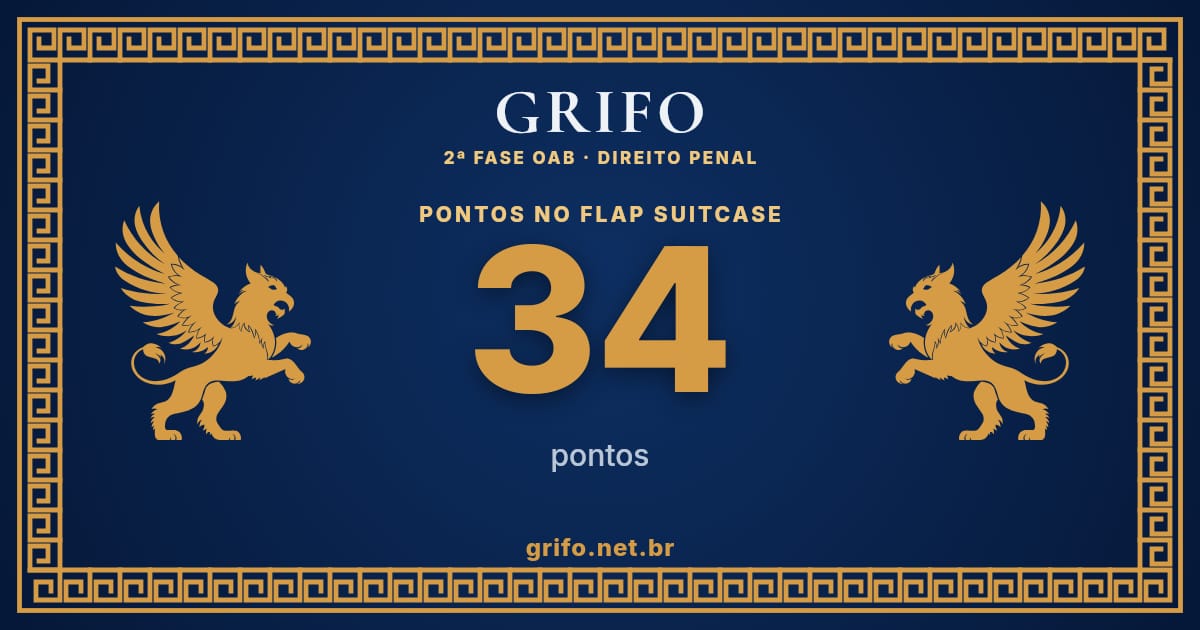 GRIFO
2ª FASE OAB · DIREITO PENAL
PONTOS NO FLAP SUITCASE
34
pontos
grifo.net.br